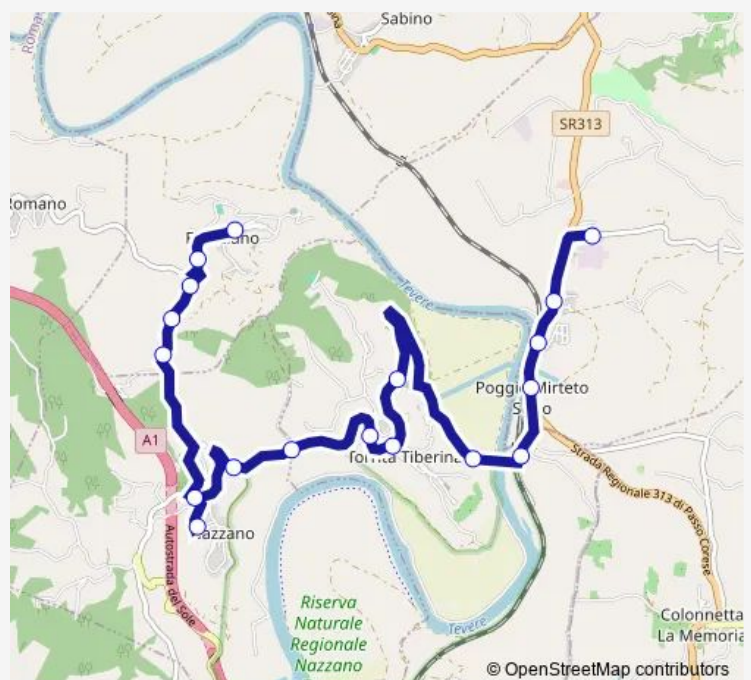 Sabino
Romano
SR313
Romano
Tevere
Poggio Mirteto
A1
Torrita Tiberina
Strada Regionale 313 di Passo Corese
Nazzano
Autostrada del Sole
Riserva
Naturale
Regionale
Nazzano
Tevere
Colonnetta
La Memoria
© OpenStreetMap contributors